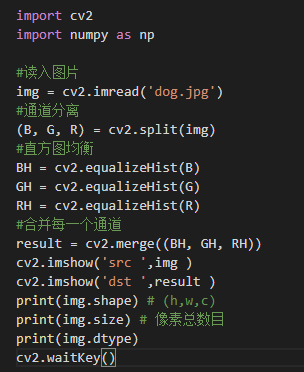 import cv2
import numpy as np
#读入图片
img = cv2.imread('dog.jpg')
#通道分离
(B, G, R) = cv2.split(img)
#直方图均衡
BH = cv2.equalizeHist(B)
GH = cv2.equalizeHist(G)
RH = cv2.equalizeHist(R)
#合并每一个通道
result = cv2.merge((BH, GH, RH))
cv2.imshow('src ',img )
cv2.imshow('dst ',result )
print(img.shape) # (h,w,c)
print(img.size) # 像素总数目
print(img.dtype)
cv2.waitKey()